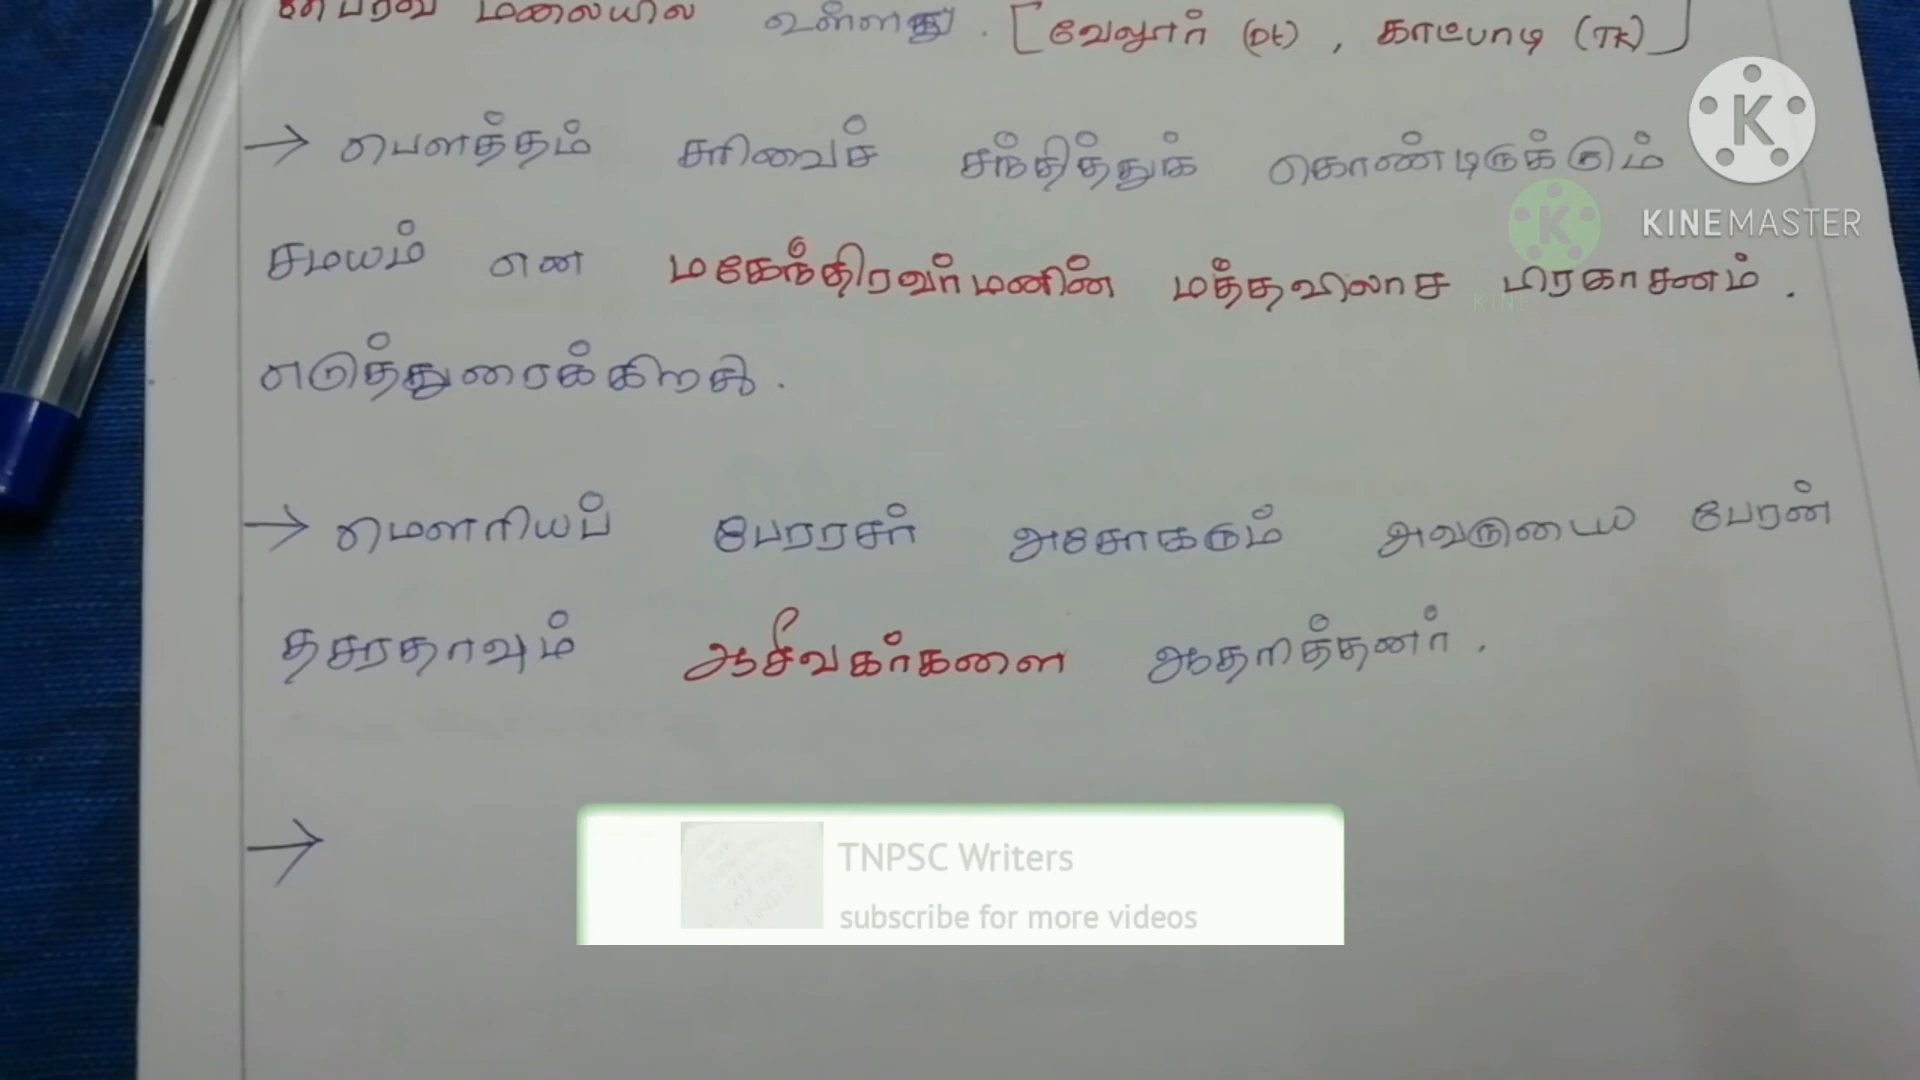 மலையில் உள்ளது. [வேலூர் (Dt), காட்பாடி (TK)]
→ பௌத்தம் சரிவைச் சந்தித்துக் கொண்டிருக்கும்
சமயம் என மகேந்திரவர்மனின் மத்தவிலாச பிரகாசனம்.
எடுத்துரைக்கிறது.
→ மௌரியப் பேரரசர் அசோகரும் அவருடைய பேரன்
தசரதாவும் ஆசீவகர்களை ஆதரித்தனர்.
→
K
KINEMASTER
K
KINE
TNPSC Writers
subscribe for more videos